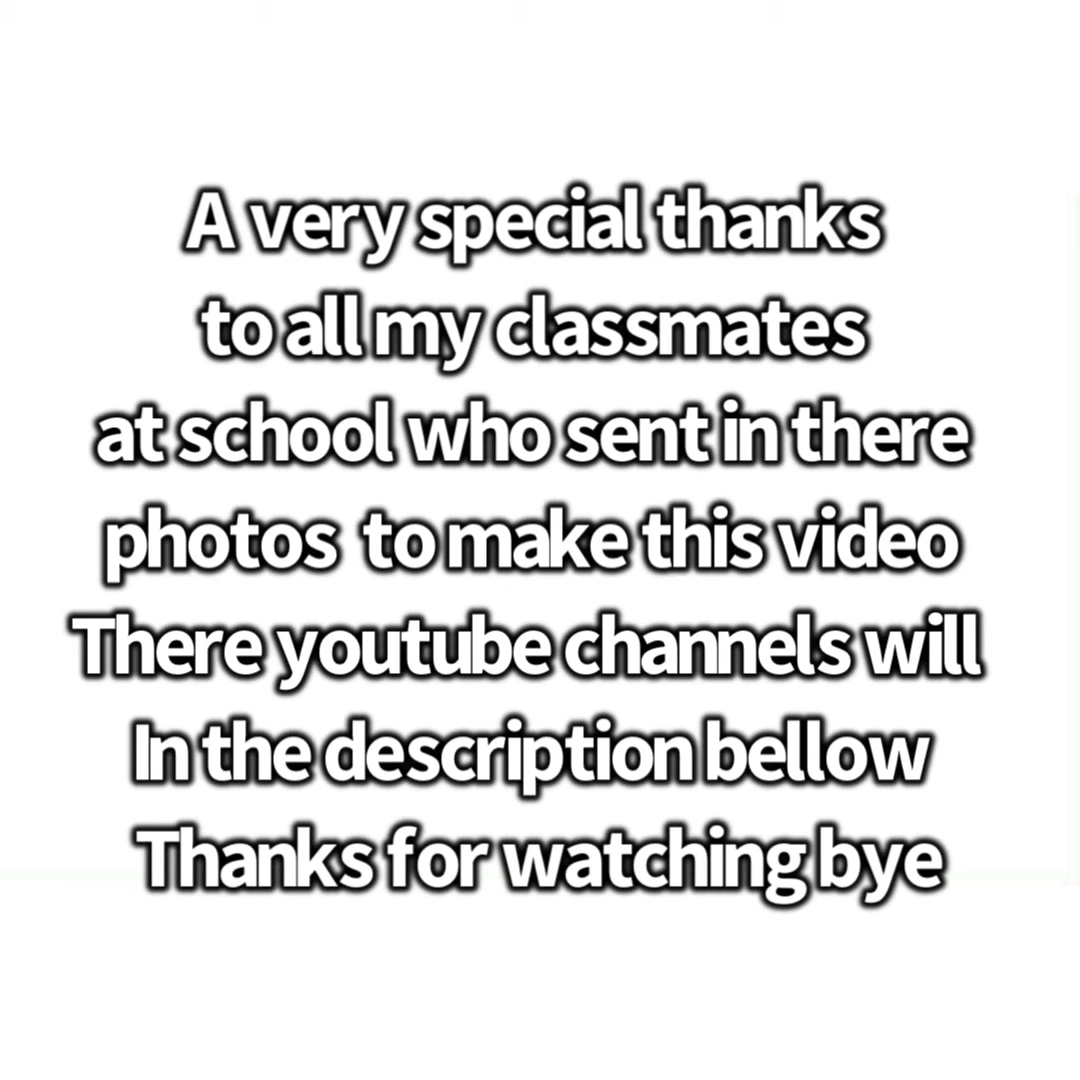 A very special thanks
to all my classmates
at school who sent in there
photos  to make this video
There youtube channels will
In the description bellow
Thanks for watching bye